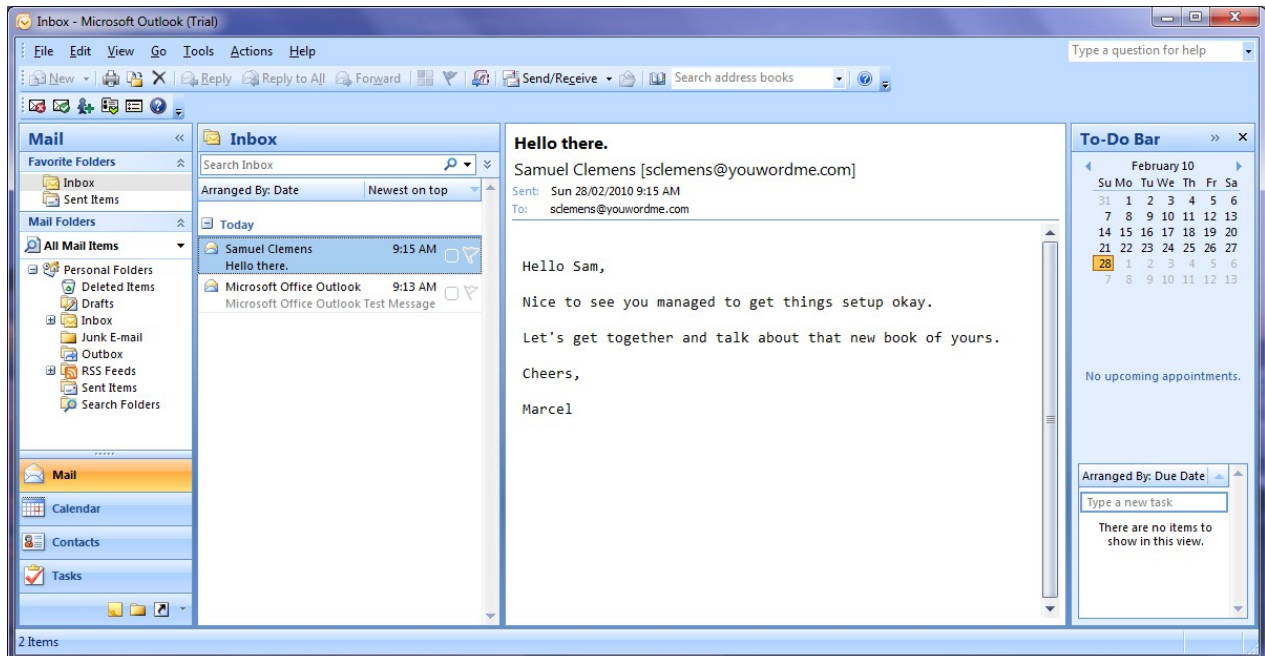 Inbox - Microsoft Outlook (Trial)
File Edit View Go Tools Actions Help
Type a question for help
New Reply Reply to All Forward Send/Receive Search address books
Mail
Favorite Folders
Inbox
Sent Items
Mail Folders
All Mail Items
Personal Folders
Deleted Items
Drafts
Inbox
Junk E-mail
Outbox
RSS Feeds
Sent Items
Search Folders
Mail
Calendar
Contacts
Tasks
Inbox
Search Inbox
Arranged By: Date Newest on top
Today
Samuel Clemens 9:15 AM
Hello there.
Microsoft Office Outlook 9:13 AM
Microsoft Office Outlook Test Message
Hello there.
Samuel Clemens [sclemens@youwordme.com]
Sent: Sun 28/02/2010 9:15 AM
To: sclemens@youwordme.com
Hello Sam,
Nice to see you managed to get things setup okay.
Let's get together and talk about that new book of yours.
Cheers,
Marcel
To-Do Bar
February 10
Su Mo Tu We Th Fr Sa
31 1 2 3 4 5 6
7 8 9 10 11 12 13
14 15 16 17 18 19 20
21 22 23 24 25 26 27
28 1 2 3 4 5 6
7 8 9 10 11 12 13
No upcoming appointments.
Arranged By: Due Date
Type a new task
There are no items to
show in this view.
2 Items